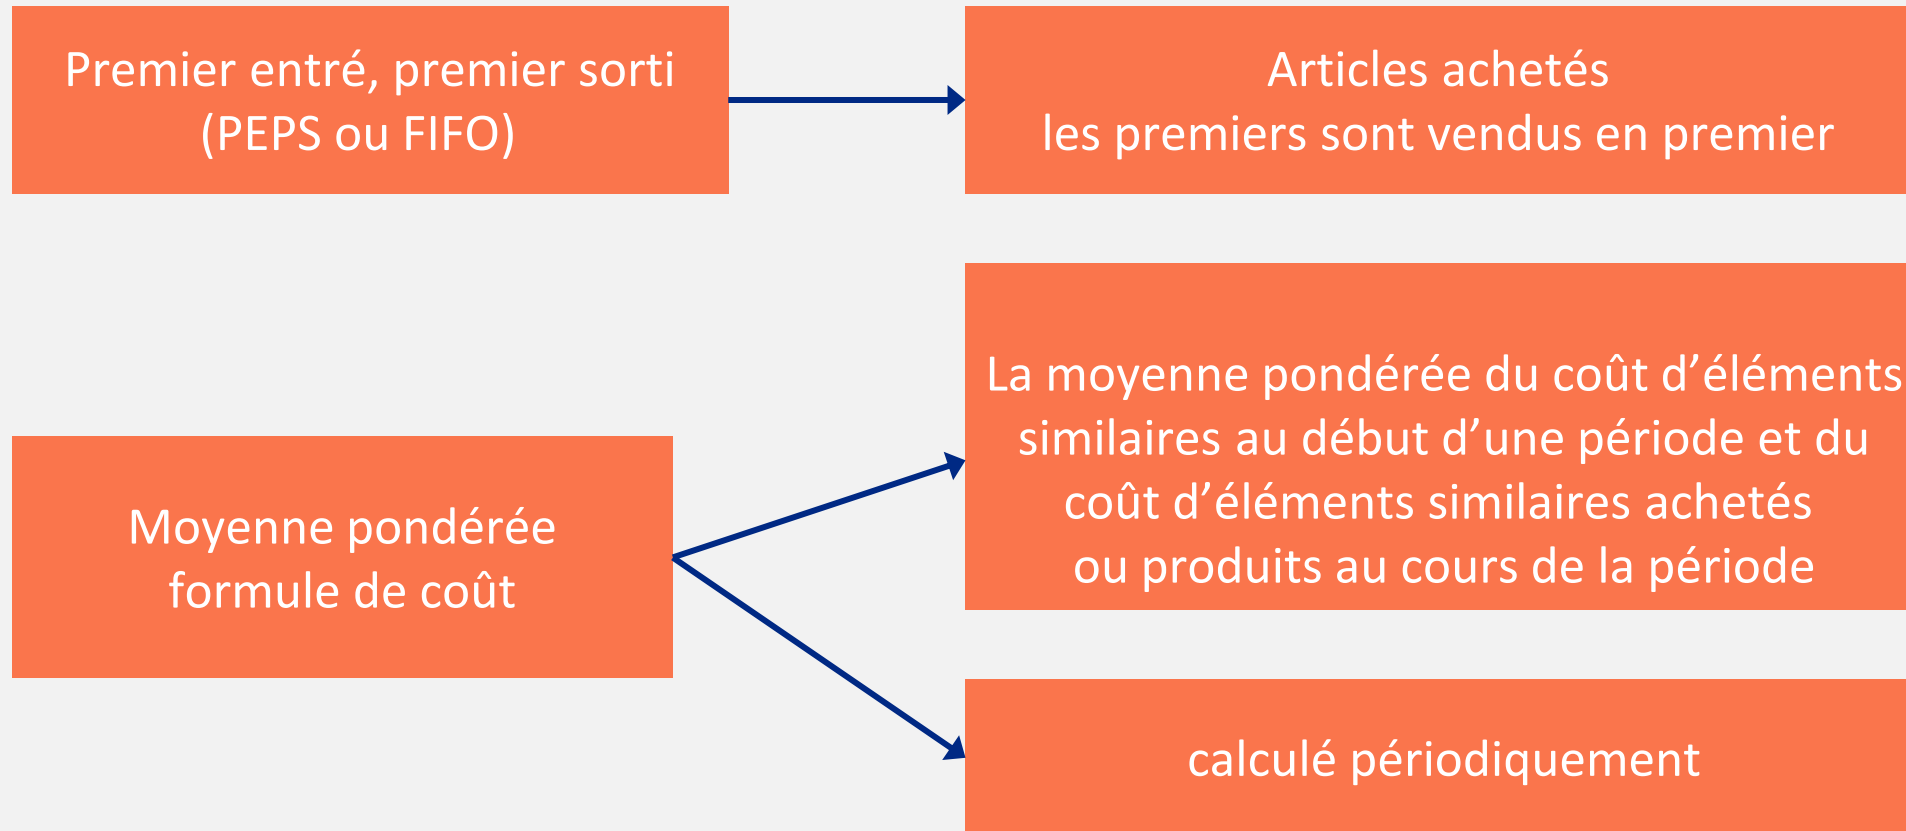 Premier entré, premier sorti
(PEPS ou FIFO)
Articles achetés
les premiers sont vendus en premier
Moyenne pondérée
formule de coût
La moyenne pondérée du coût d’éléments
similaires au début d’une période et du
coût d’éléments similaires achetés
ou produits au cours de la période
calculé périodiquement